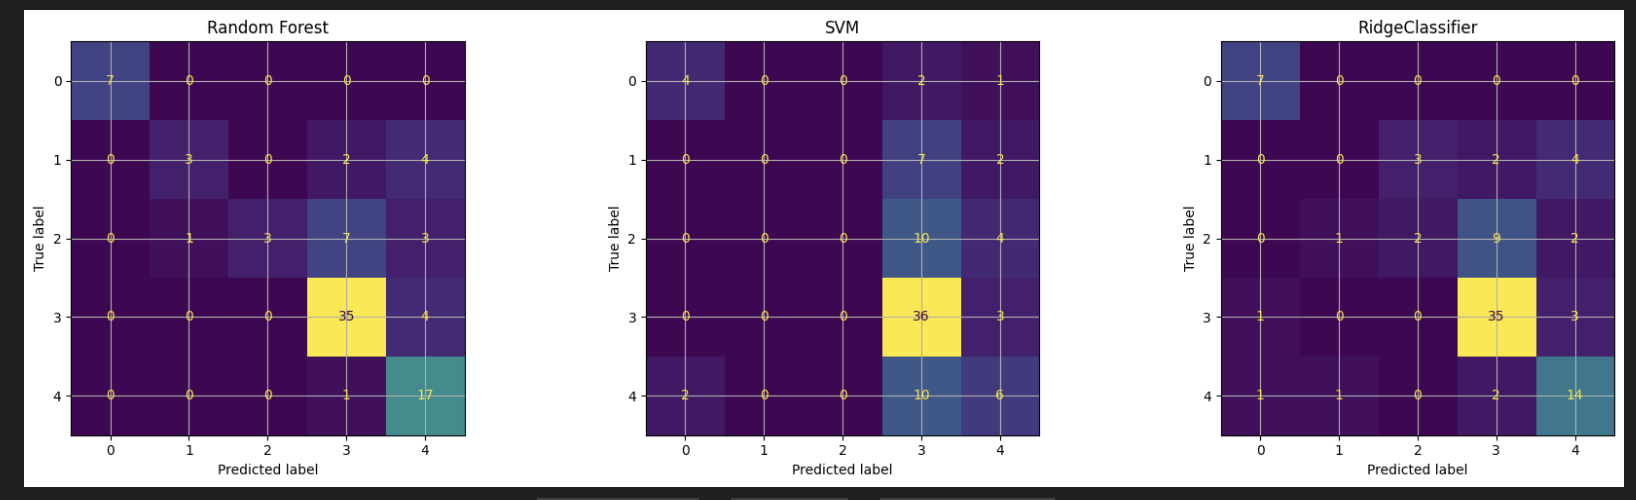 Random Forest
True label
0 7 0 0 0 0
1 0 3 0 2 4
2 0 1 3 7 3
3 0 0 0 35 4
4 0 0 0 1 17
0 1 2 3 4
Predicted label
SVM
True label
0 4 0 0 2 1
1 0 0 0 7 2
2 0 0 0 10 4
3 0 0 0 36 3
4 2 0 0 10 6
0 1 2 3 4
Predicted label
RidgeClassifier
True label
0 7 0 0 0 0
1 0 0 3 2 4
2 0 1 2 9 2
3 1 0 0 35 3
4 1 1 0 2 14
0 1 2 3 4
Predicted label